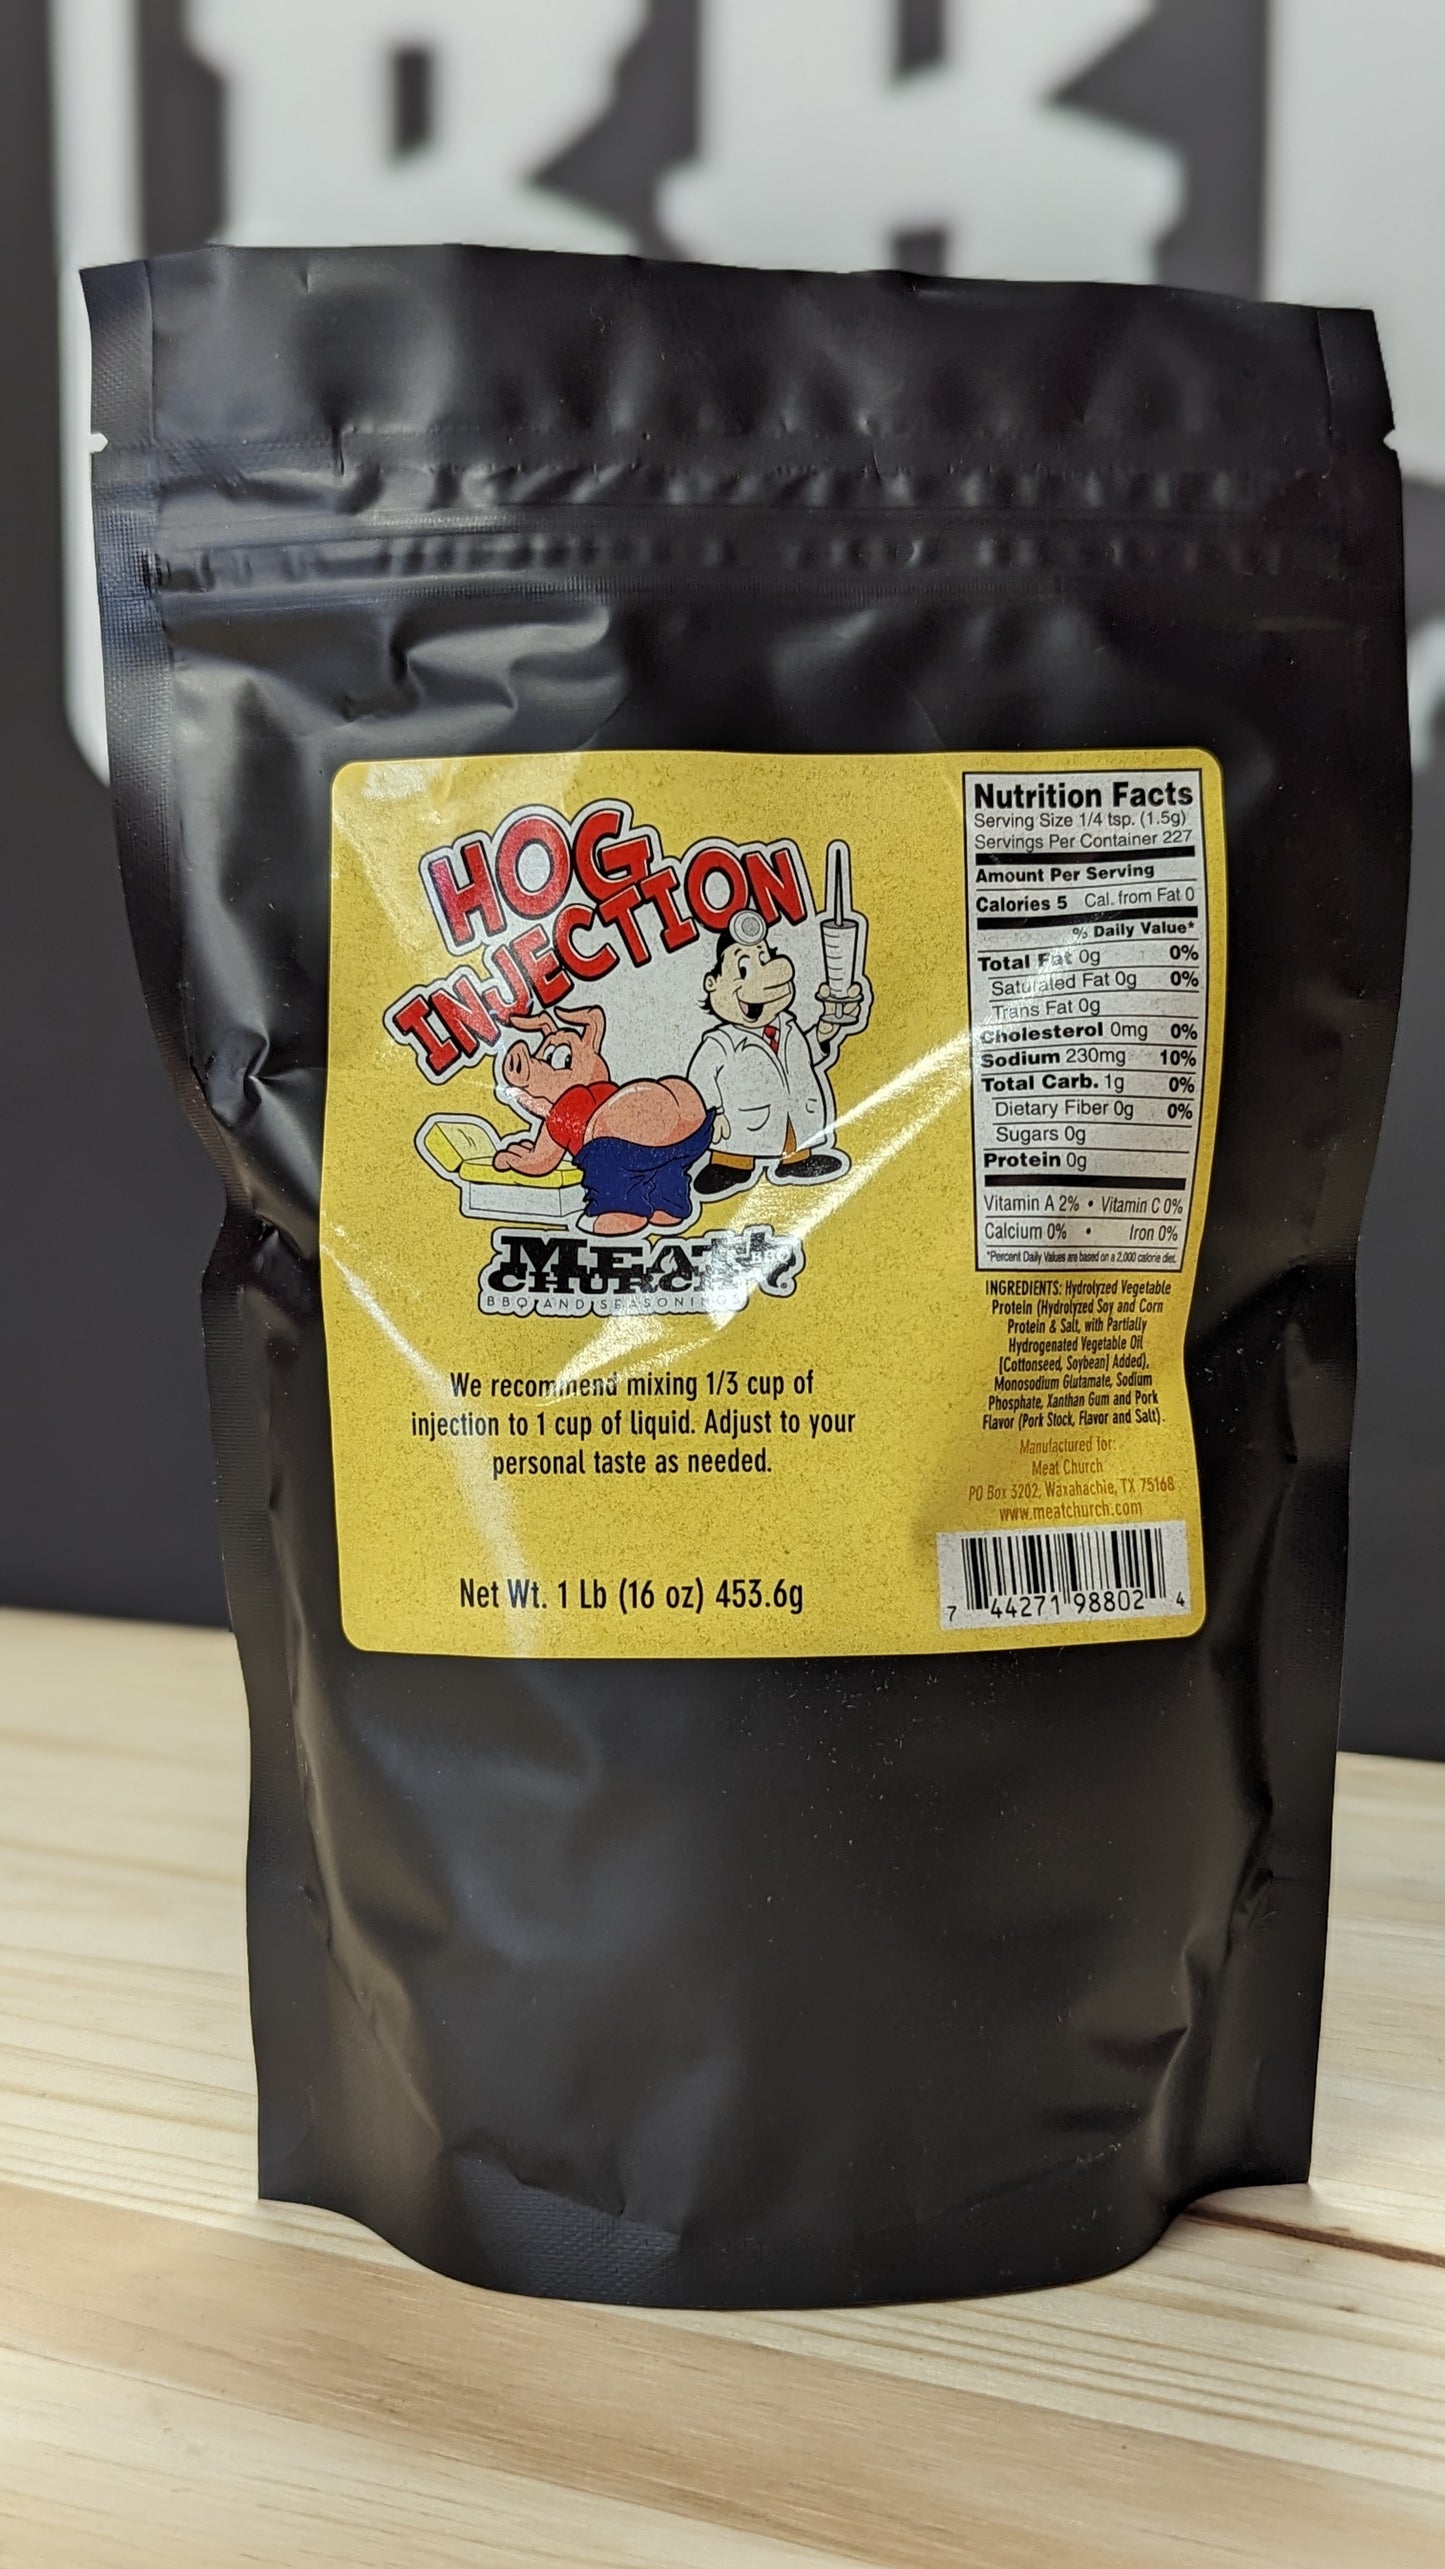 HOG
INJECTION
MEAT
CHURCH
BBQ
BBQ AND SEASONINGS
We recommend mixing 1/3 cup of
injection to 1 cup of liquid. Adjust to your
personal taste as needed.
Net Wt. 1 Lb (16 oz) 453.6g
Nutrition Facts
Serving Size 1/4 tsp. (1.5g)
Servings Per Container 227
Amount Per Serving
Calories 5 Cal. from Fat 0
% Daily Value*
Total Fat 0g 0%
Saturated Fat 0g 0%
Trans Fat 0g
Cholesterol 0mg 0%
Sodium 230mg 10%
Total Carb. 1g 0%
Dietary Fiber 0g 0%
Sugars 0g
Protein 0g
Vitamin A 2% • Vitamin C 0%
Calcium 0% • Iron 0%
*Percent Daily Values are based on a 2,000 calorie diet.
INGREDIENTS: Hydrolyzed Vegetable
Protein (Hydrolyzed Soy and Corn
Protein & Salt, with Partially
Hydrogenated Vegetable Oil
[Cottonseed, Soybean] Added),
Monosodium Glutamate, Sodium
Phosphate, Xanthan Gum and Pork
Flavor (Pork Stock, Flavor and Salt).
Manufactured for:
Meat Church
PO Box 3202, Waxahachie, TX 75168
www.meatchurch.com
7 44271 98802 4